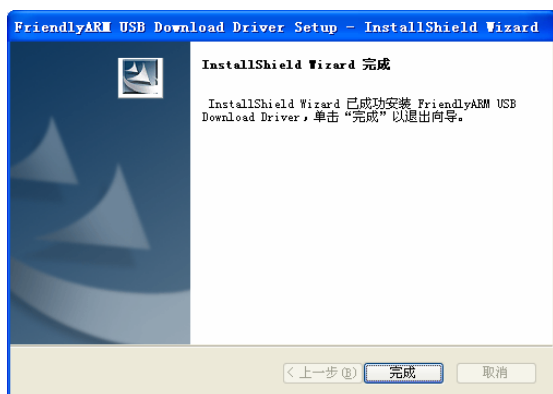 FriendlyARM USB Download Driver Setup - InstallShield Wizard
InstallShield Wizard 完成
InstallShield Wizard 已成功安装 FriendlyARM USB
Download Driver，单击“完成”以退出向导。
< 上一步(B)
完成
取消